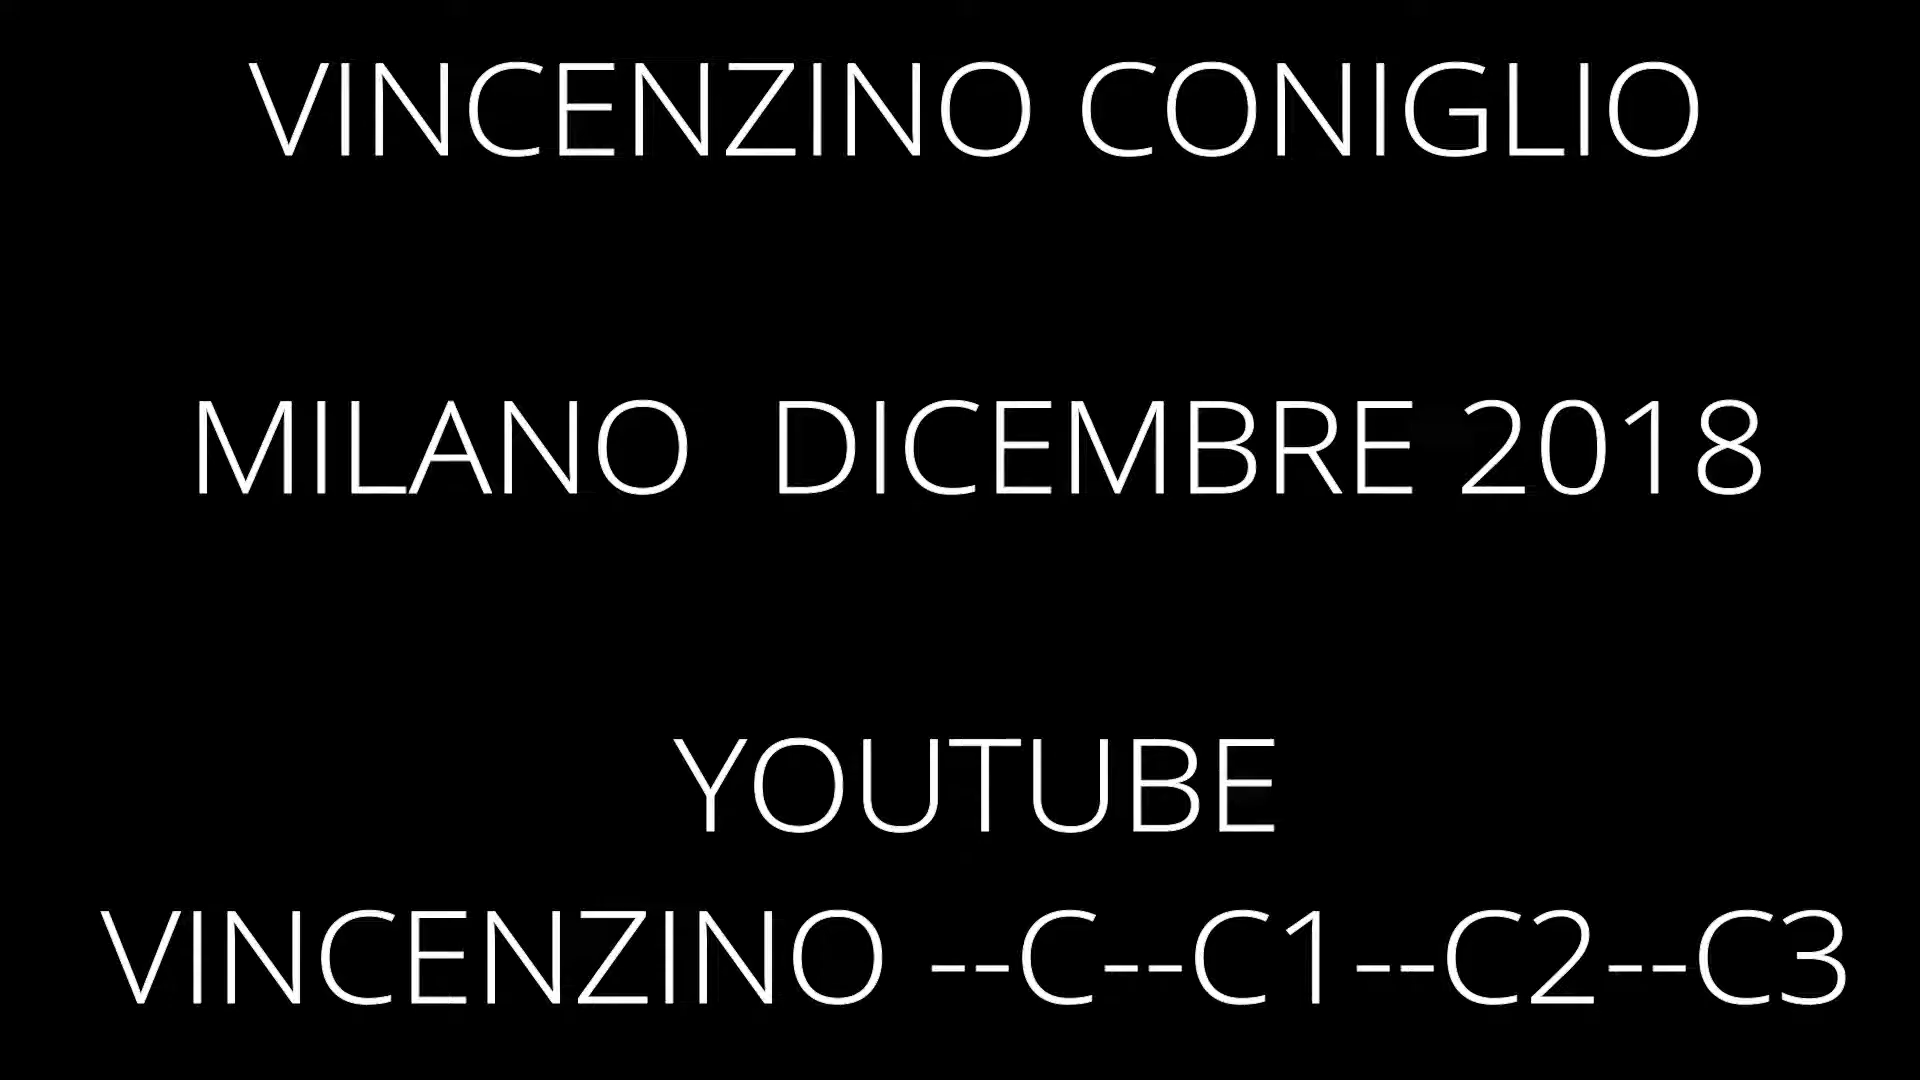 VINCENZINO CONIGLIO
MILANO  DICEMBRE 2018
YOUTUBE
VINCENZINO --C--C1--C2--C3